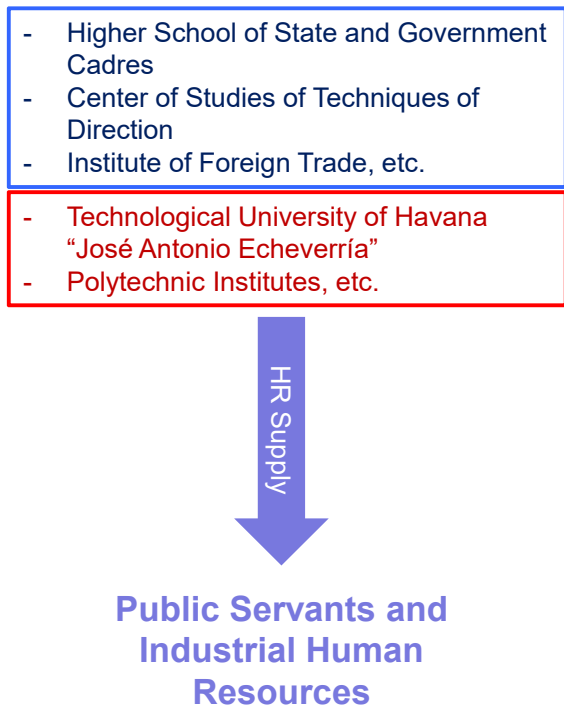 - Higher School of State and Government
Cadres
- Center of Studies of Techniques of
Direction
- Institute of Foreign Trade, etc.
- Technological University of Havana
“José Antonio Echeverría”
- Polytechnic Institutes, etc.
HR Supply
Public Servants and
Industrial Human
Resources